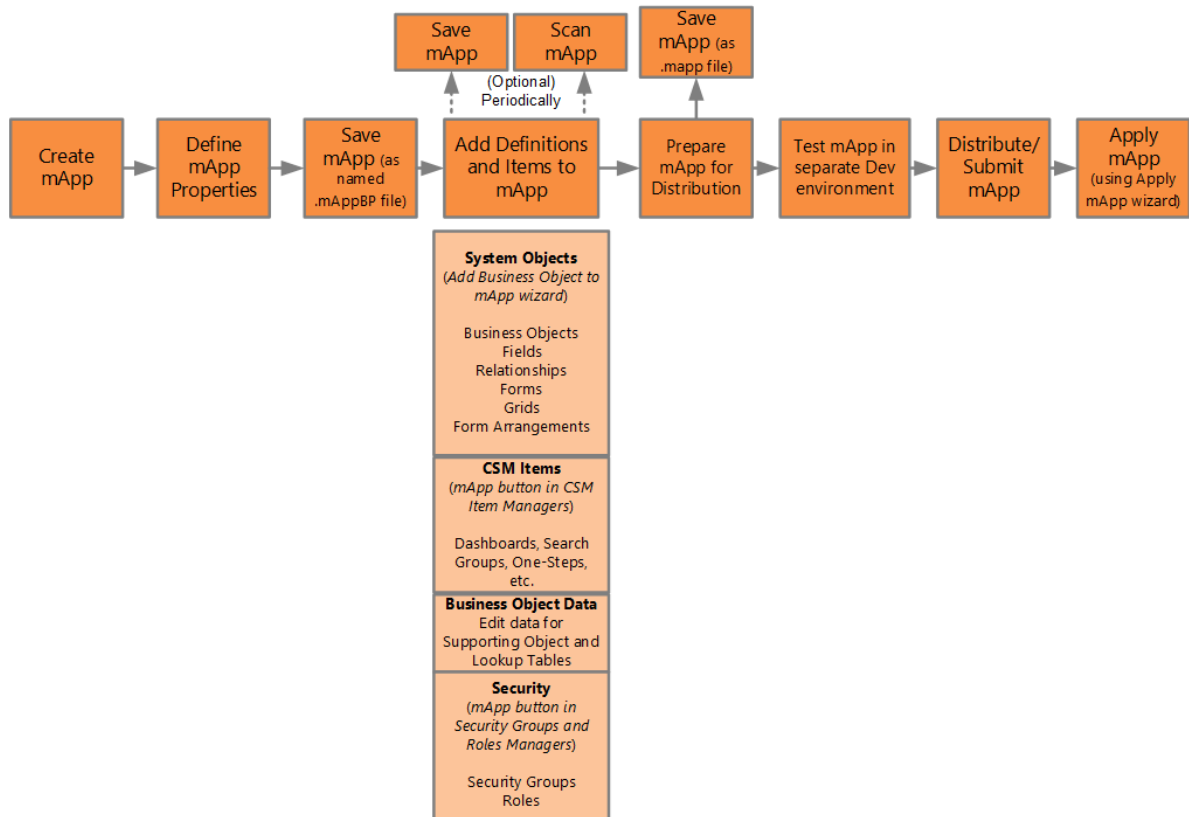 Save
mApp
Scan
mApp
Save
mApp (as
.mapp file)
(Optional)
Periodically
Create
mApp
Define
mApp
Properties
Save
mApp (as
named
.mAppBP file)
Add Definitions
and Items to
mApp
Prepare
mApp for
Distribution
Test mApp in
separate Dev
environment
Distribute/
Submit
mApp
Apply
mApp
(using Apply
mApp wizard)
System Objects
(Add Business Object to
mApp wizard)
Business Objects
Fields
Relationships
Forms
Grids
Form Arrangements
CSM Items
(mApp button in CSM
Item Managers)
Dashboards, Search
Groups, One-Steps,
etc.
Business Object Data
Edit data for
Supporting Object and
Lookup Tables
Security
(mApp button in
Security Groups and
Roles Managers)
Security Groups
Roles